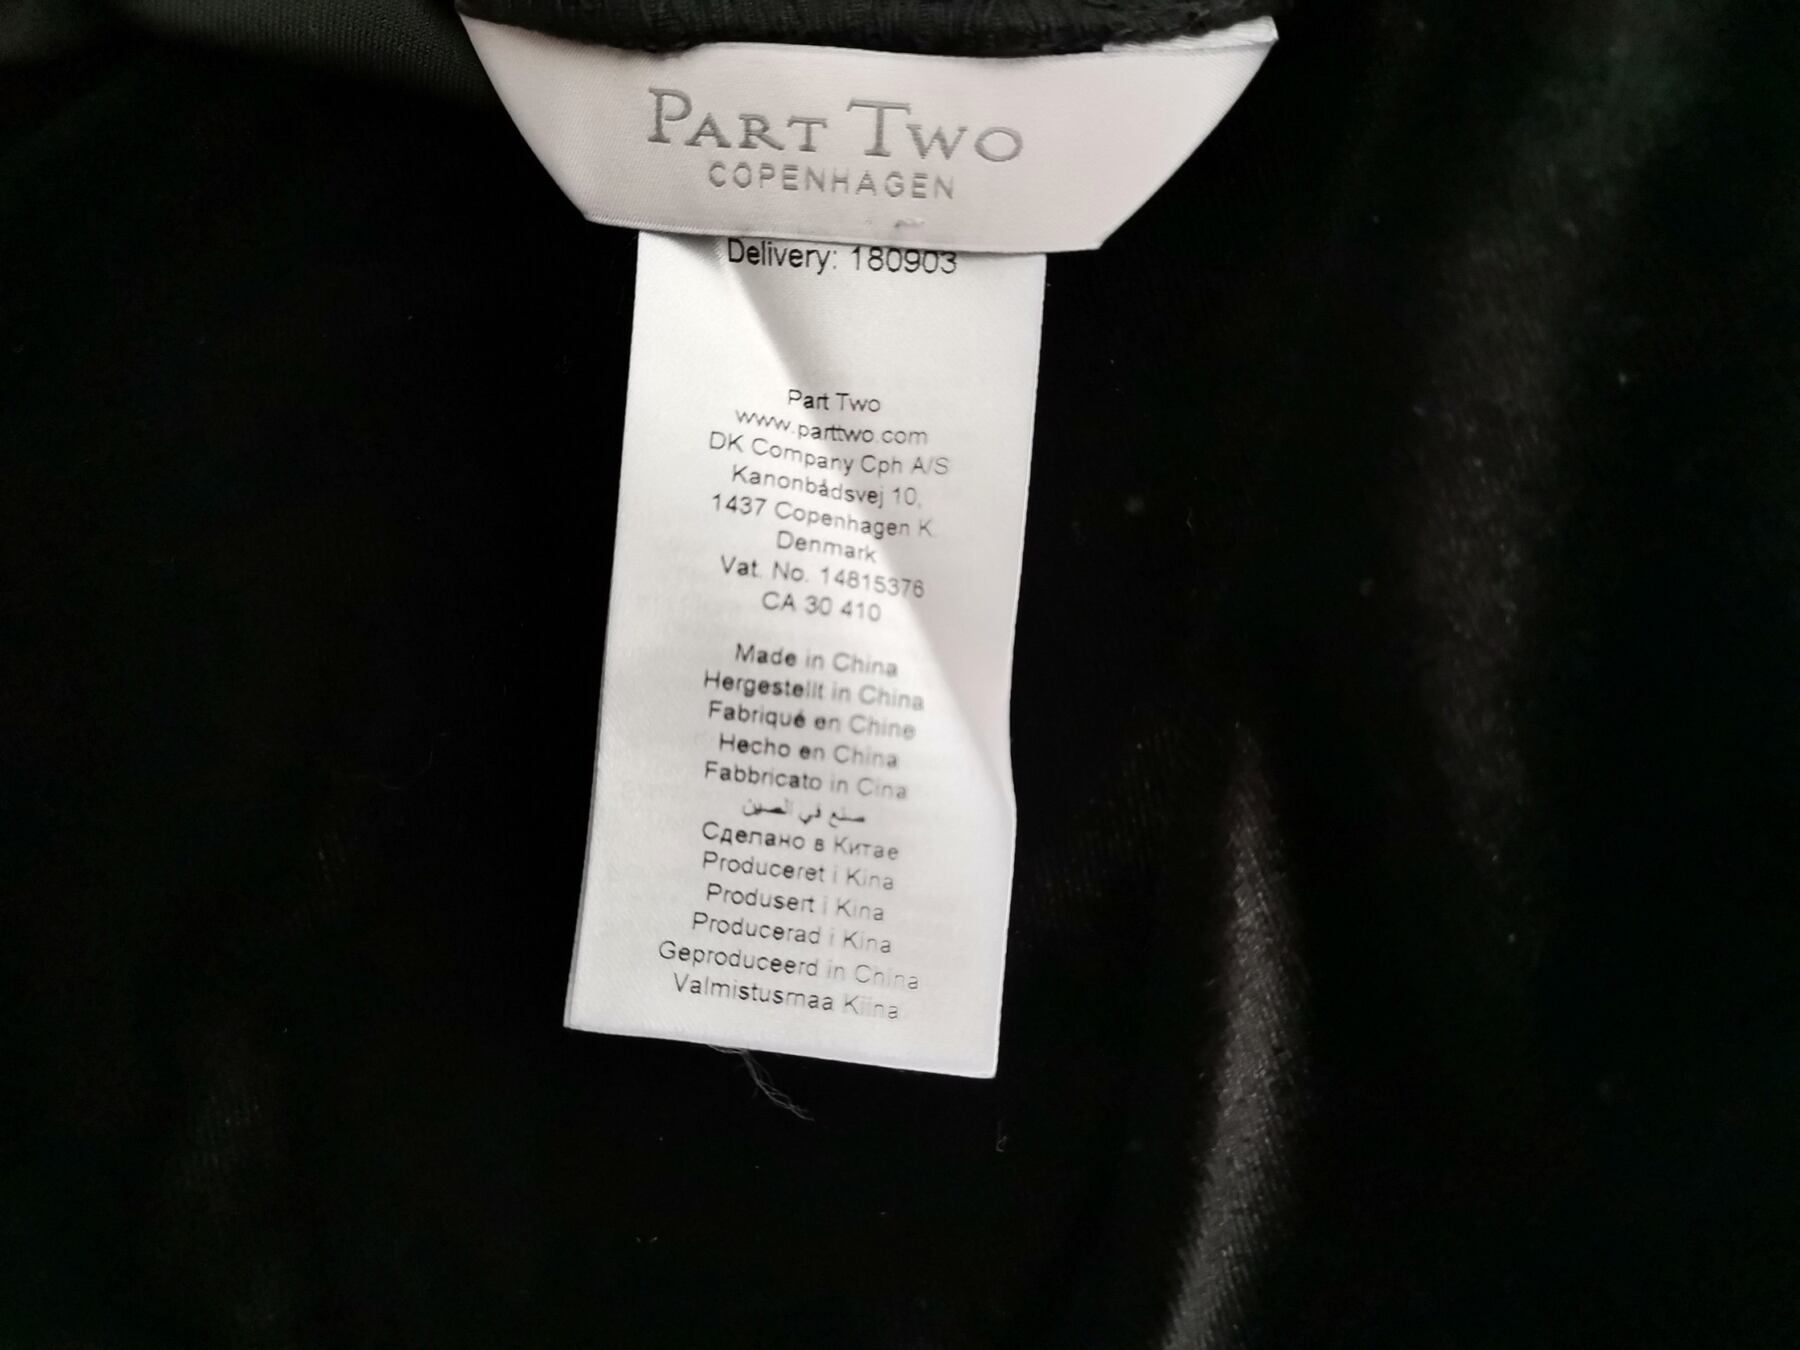 PART TWO
COPENHAGEN
Delivery: 180903
Part Two
www.parttwo.com
DK Company Cph A/S
Kanonbådsvej 10,
1437 Copenhagen K
Denmark
Vat. No. 14815376
CA 30 410
Made in China
Hergestellt in China
Fabriqué en Chine
Hecho en China
Fabbricato in Cina
صنع في الصين
Сделано в Китае
Produceret i Kina
Produsert i Kina
Producerad i Kina
Geproduceerd in China
Valmistusmaa Kiina